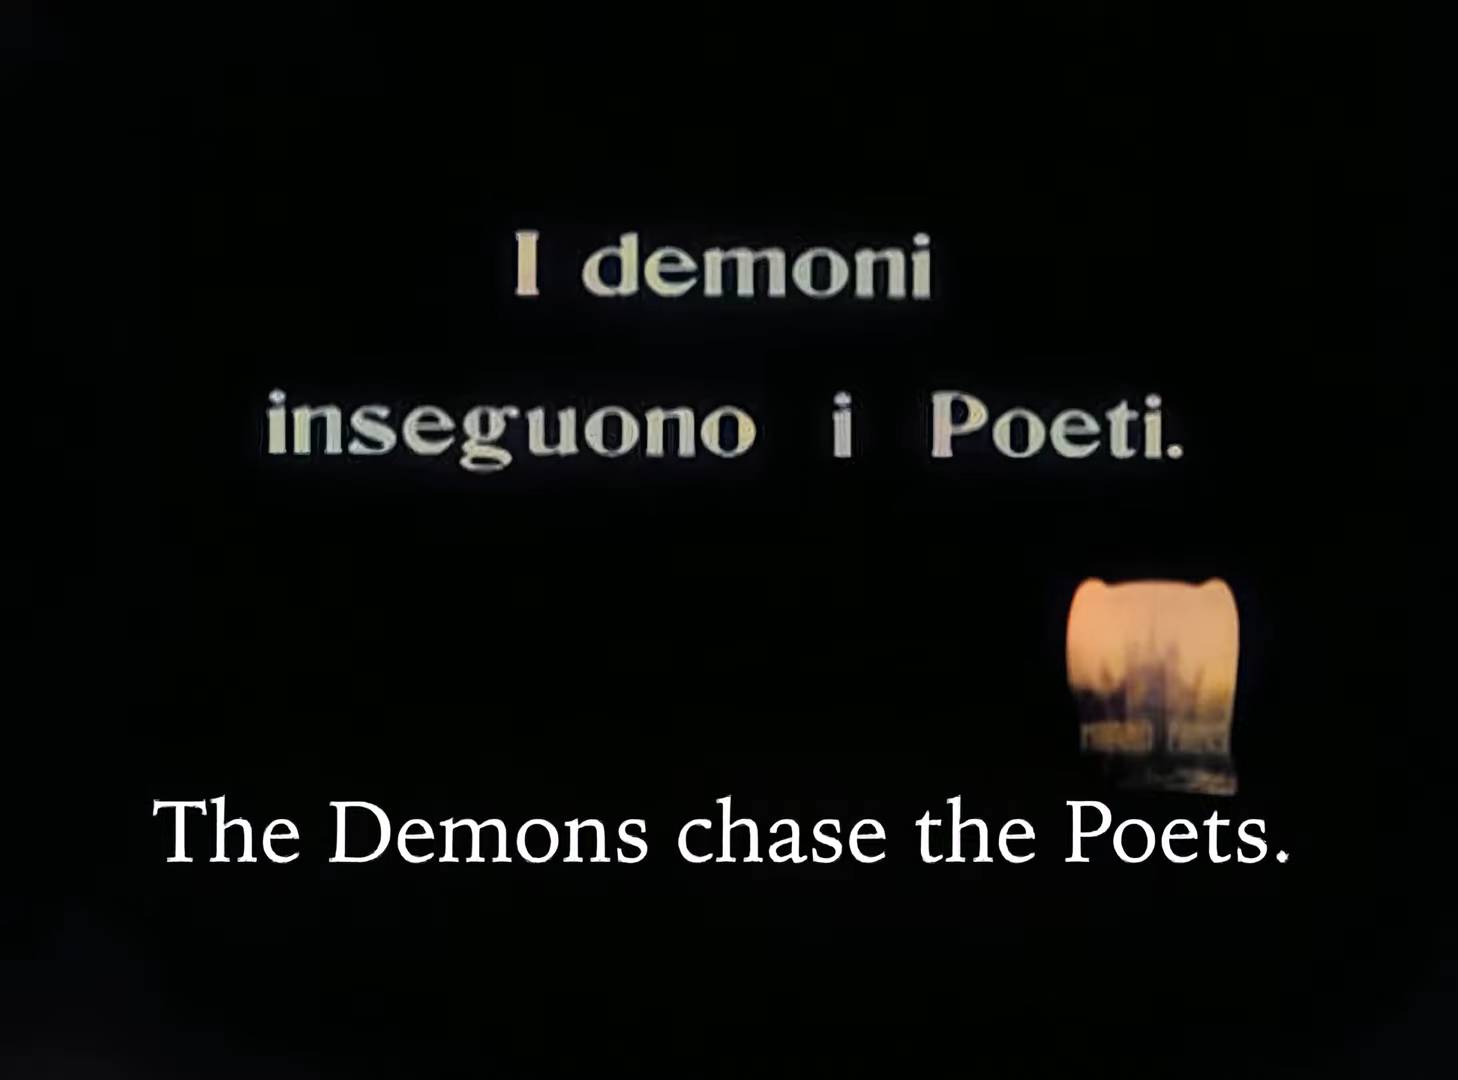 I demoni
inseguono i Poeti.
The Demons chase the Poets.